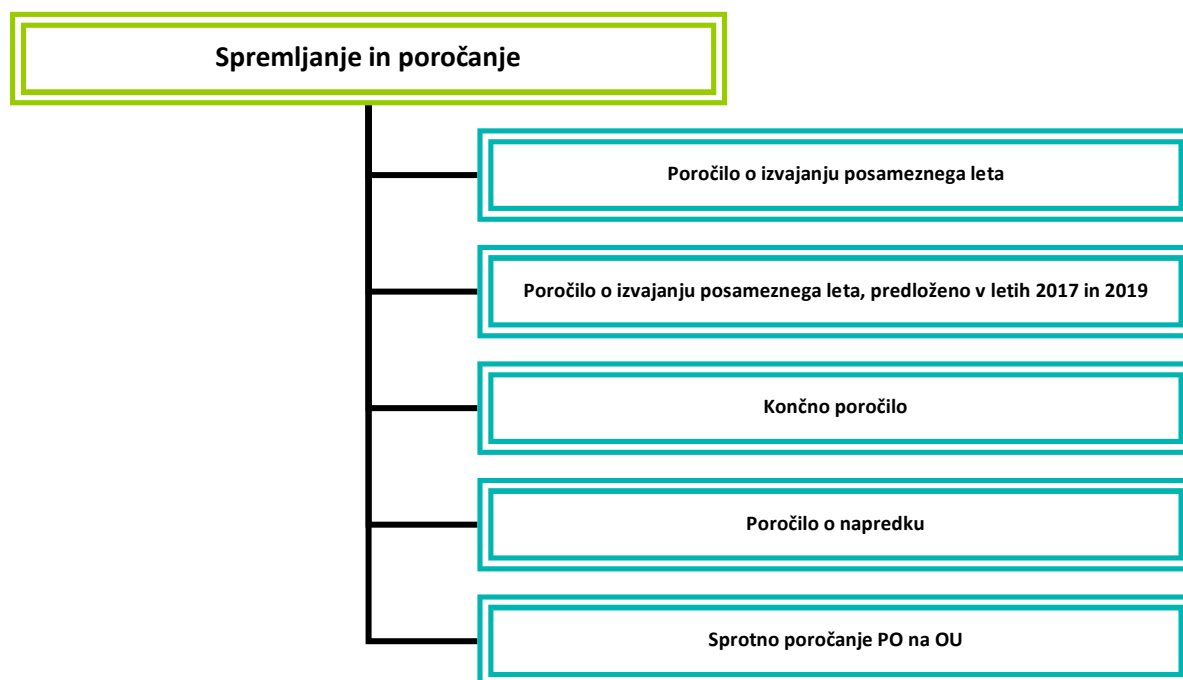 Spremljanje in poročanje
Poročilo o izvajanju posameznega leta
Poročilo o izvajanju posameznega leta, predloženo v letih 2017 in 2019
Končno poročilo
Poročilo o napredku
Sprotno poročanje PO na OU